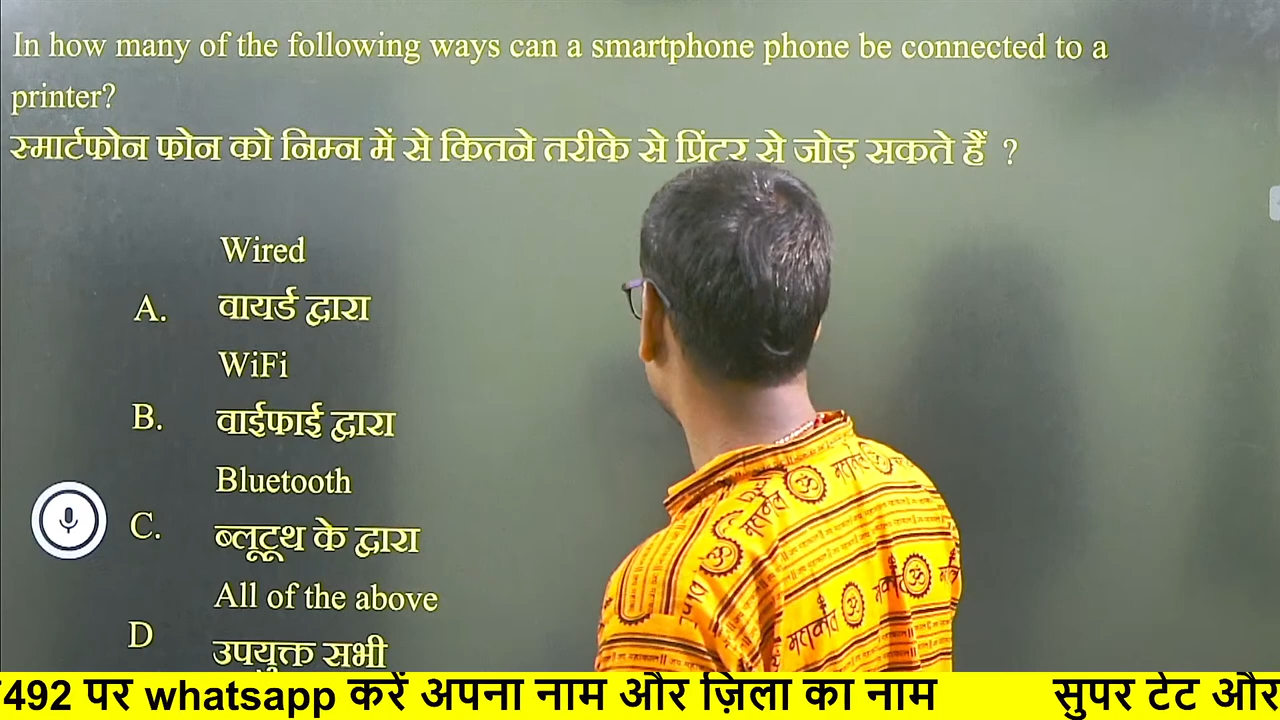 In how many of the following ways can a smartphone phone be connected to a
printer?
स्मार्टफोन फोन को निम्न में से कितने तरीके से प्रिंटर से जोड़ सकते हैं ?
Wired
A. वायर्ड द्वारा
WiFi
B. वाईफाई द्वारा
Bluetooth
C. ब्लूटूथ के द्वारा
All of the above
D उपयुक्त सभी
492 पर whatsapp करें अपना नाम और ज़िला का नाम सुपर टेट और